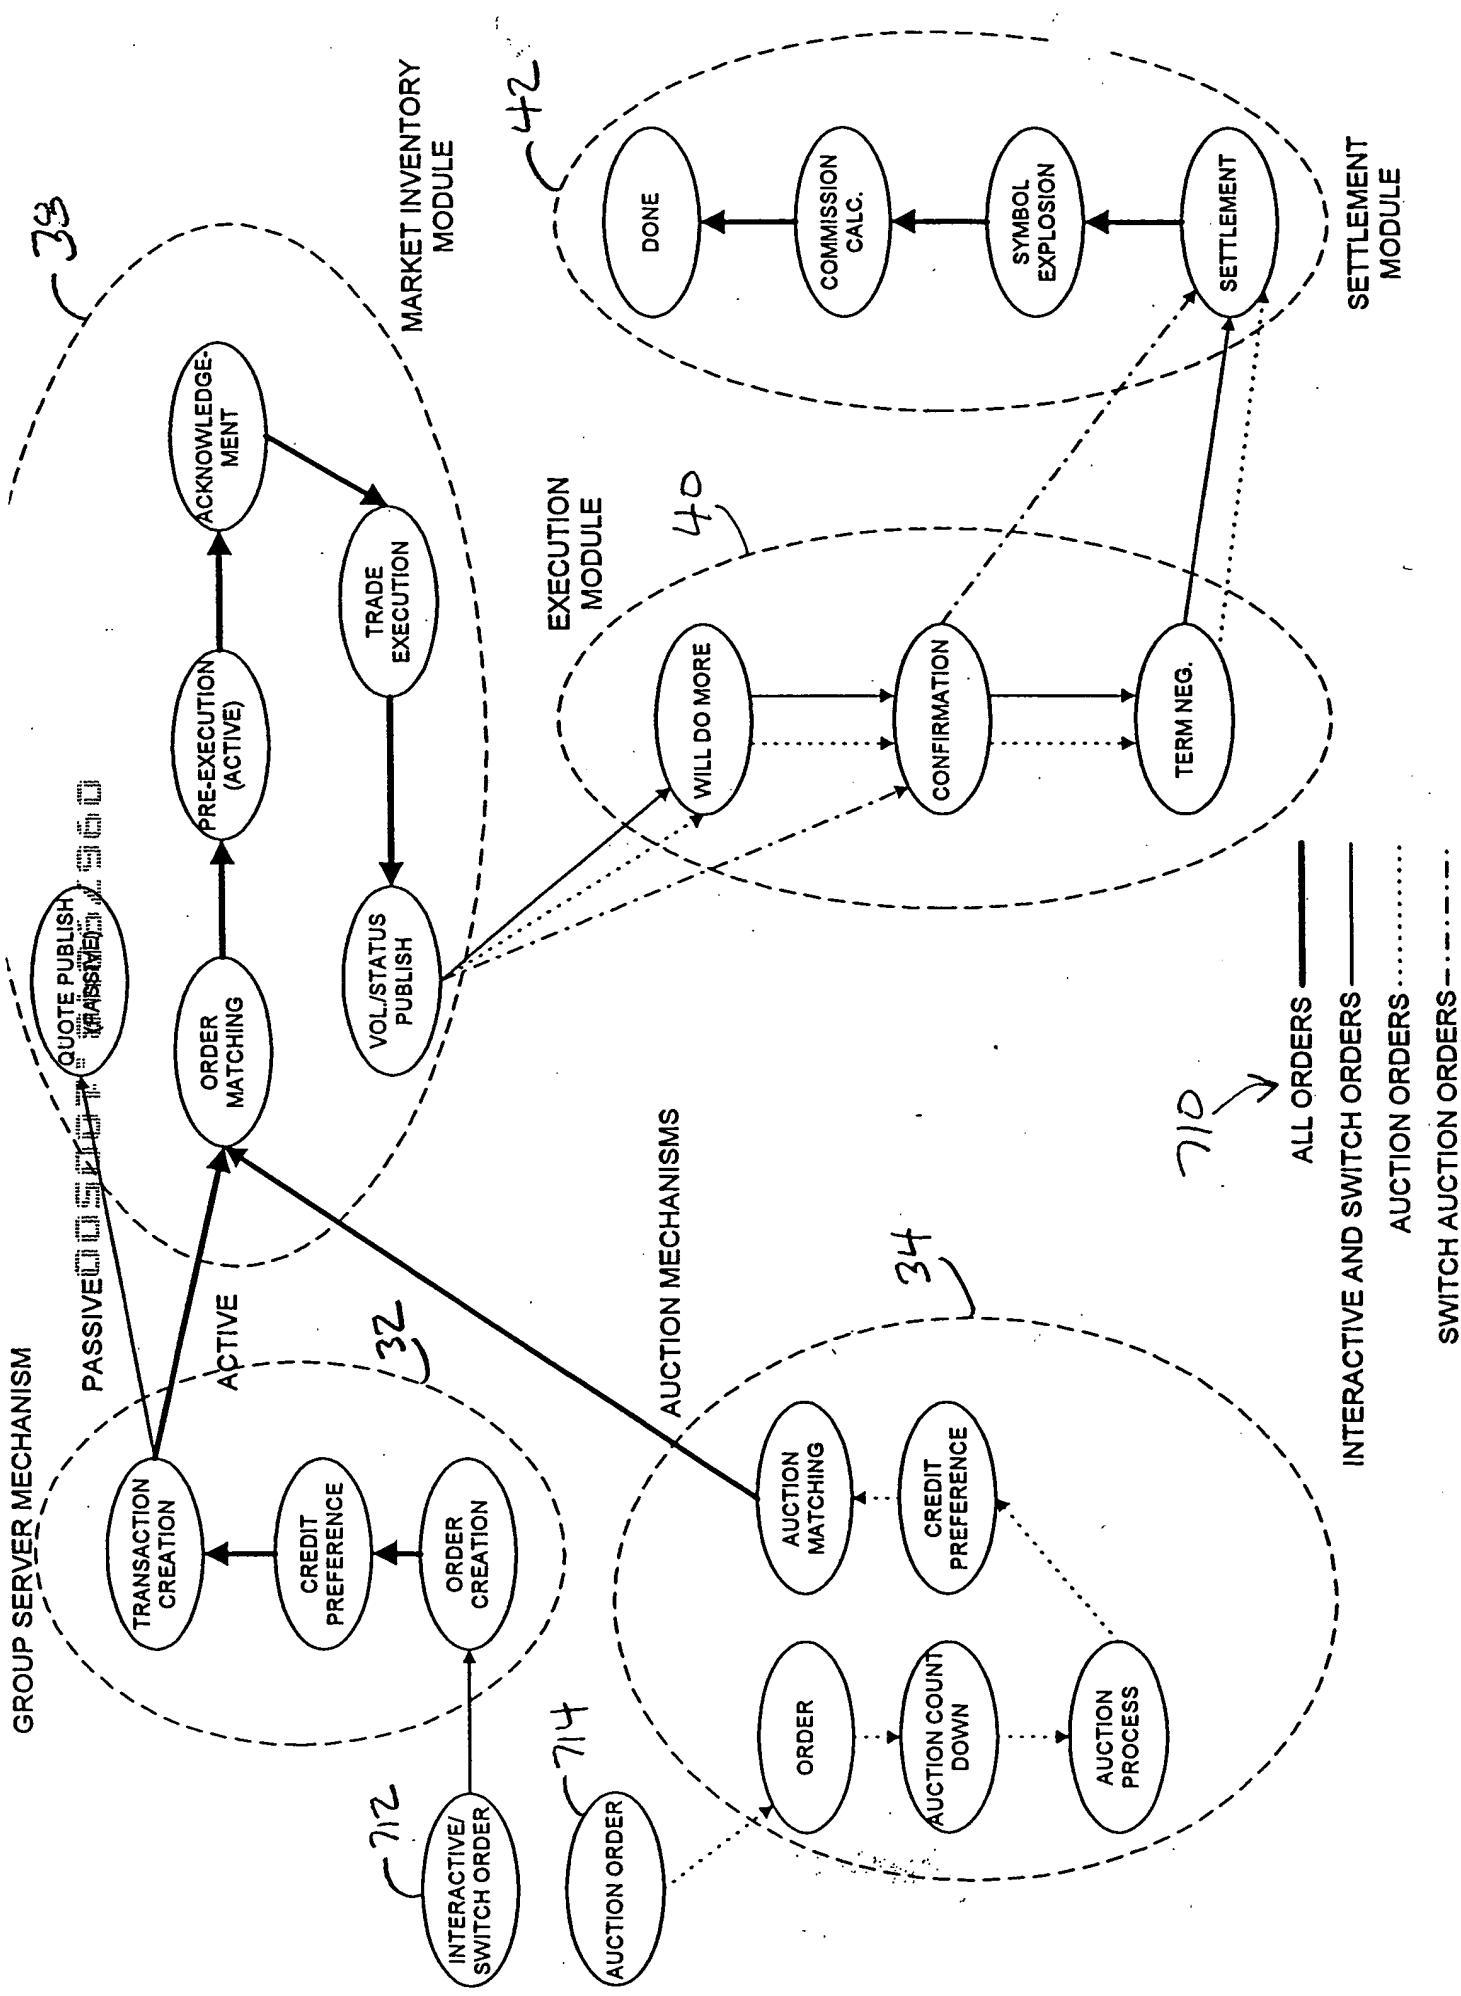 GROUP SERVER MECHANISM
TRANSACTION
CREATION
CREDIT
PREFERENCE
ORDER
CREATION
32
712
INTERACTIVE/
SWITCH ORDER
714
AUCTION ORDER
PASSIVE
ACTIVE
38
MARKET INVENTORY
MODULE
QUOTE PUBLISH
(PASSIVE)
ORDER
MATCHING
PRE-EXECUTION
(ACTIVE)
ACKNOWLEDGE-
MENT
TRADE
EXECUTION
VOL./STATUS
PUBLISH
AUCTION MECHANISMS
34
ORDER
AUCTION COUNT
DOWN
AUCTION
PROCESS
CREDIT
PREFERENCE
AUCTION
MATCHING
EXECUTION
MODULE
40
WILL DO MORE
CONFIRMATION
TERM NEG.
42
DONE
COMMISSION
CALC.
SYMBOL
EXPLOSION
SETTLEMENT
SETTLEMENT
MODULE
710
ALL ORDERS
INTERACTIVE AND SWITCH ORDERS
AUCTION ORDERS
SWITCH AUCTION ORDERS